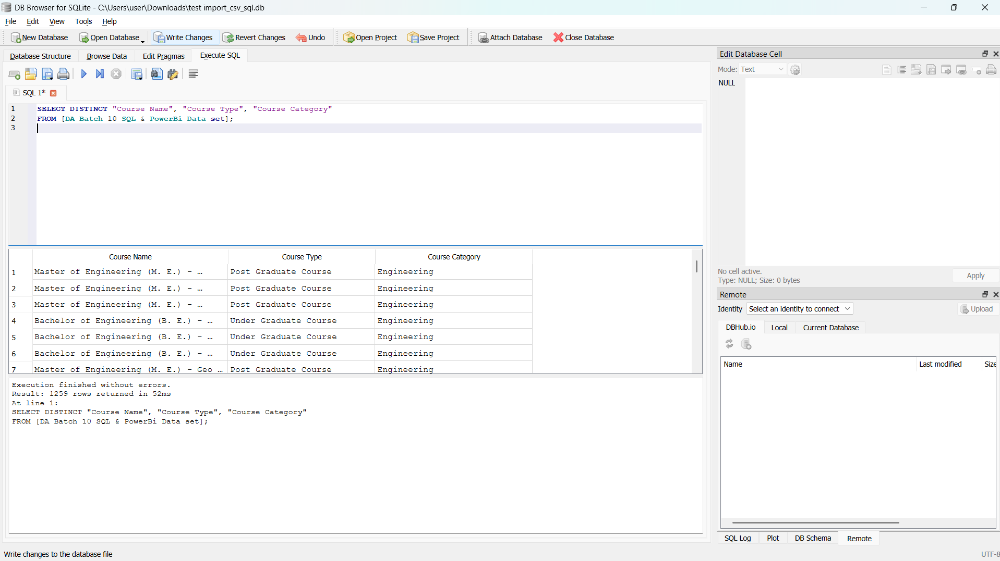 DB Browser for SQLite - C:\Users\user\Downloads\test import_csv_sql.db
File Edit View Tools Help
New Database Open Database Write Changes Revert Changes Undo Open Project Save Project Attach Database Close Database
Database Structure Browse Data Edit Pragmas Execute SQL
SQL 1*
1 SELECT DISTINCT "Course Name", "Course Type", "Course Category"
2 FROM [DA Batch 10 SQL & PowerBi Data set];
3
Course Name Course Type Course Category
1 Master of Engineering (M. E.) - … Post Graduate Course Engineering
2 Master of Engineering (M. E.) - … Post Graduate Course Engineering
3 Master of Engineering (M. E.) - … Post Graduate Course Engineering
4 Bachelor of Engineering (B. E.) - … Under Graduate Course Engineering
5 Bachelor of Engineering (B. E.) - … Under Graduate Course Engineering
6 Bachelor of Engineering (B. E.) - … Under Graduate Course Engineering
7 Master of Engineering (M. E.) - Geo … Post Graduate Course Engineering
Execution finished without errors.
Result: 1259 rows returned in 52ms
At line 1:
SELECT DISTINCT "Course Name", "Course Type", "Course Category"
FROM [DA Batch 10 SQL & PowerBi Data set];
Edit Database Cell
Mode: Text
NULL
No cell active.
Type: NULL; Size: 0 bytes
Apply
Remote
Identity Select an identity to connect Upload
DBHub.io Local Current Database
Name Last modified Size
SQL Log Plot DB Schema Remote
Write changes to the database file
UTF-8